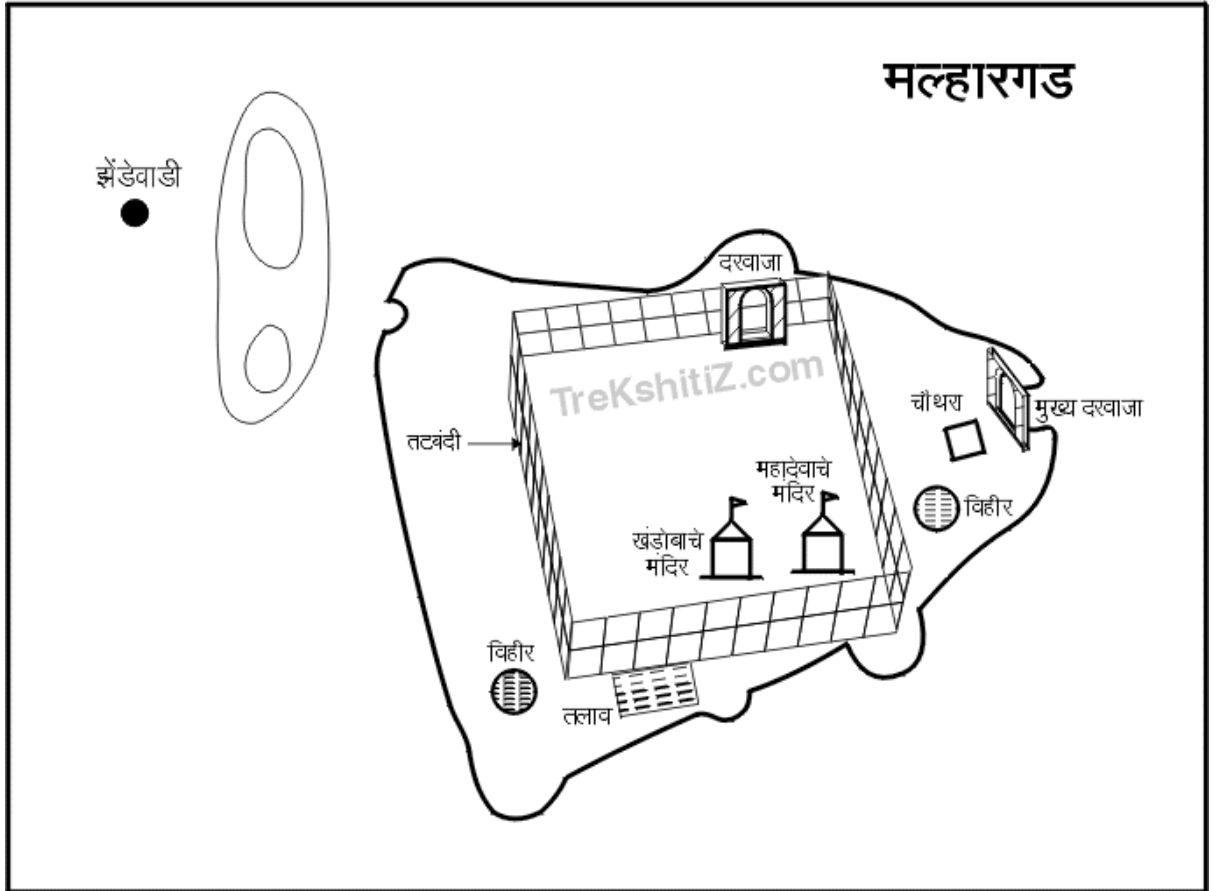 मल्हारगड
झेंडेवाडी
दरवाजा
TreKshitiZ.com
चौथरा
मुख्य दरवाजा
तटबंदी
महादेवाचे
मंदिर
विहीर
खंडोबाचे
मंदिर
विहीर
तलाव